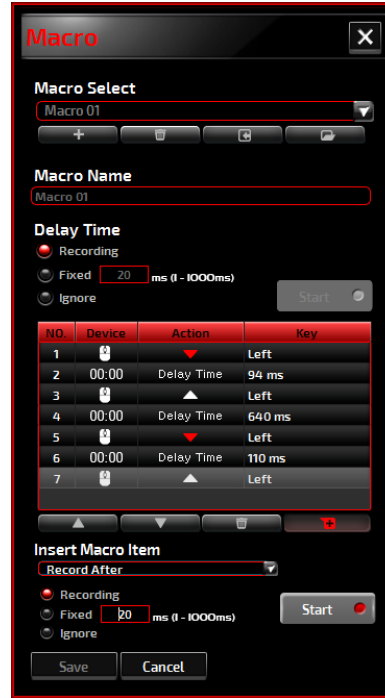 Macro
Macro Select
Macro 01
Macro Name
Macro 01
Delay Time
Recording
Fixed 20 ms (1 - 1000ms)
Ignore
Start
NO. Device Action Key
1 Left
2 00:00 Delay Time 94 ms
3 Left
4 00:00 Delay Time 640 ms
5 Left
6 00:00 Delay Time 110 ms
7 Left
Insert Macro Item
Record After
Recording
Fixed 20 ms (1 - 1000ms)
Ignore
Start
Save Cancel